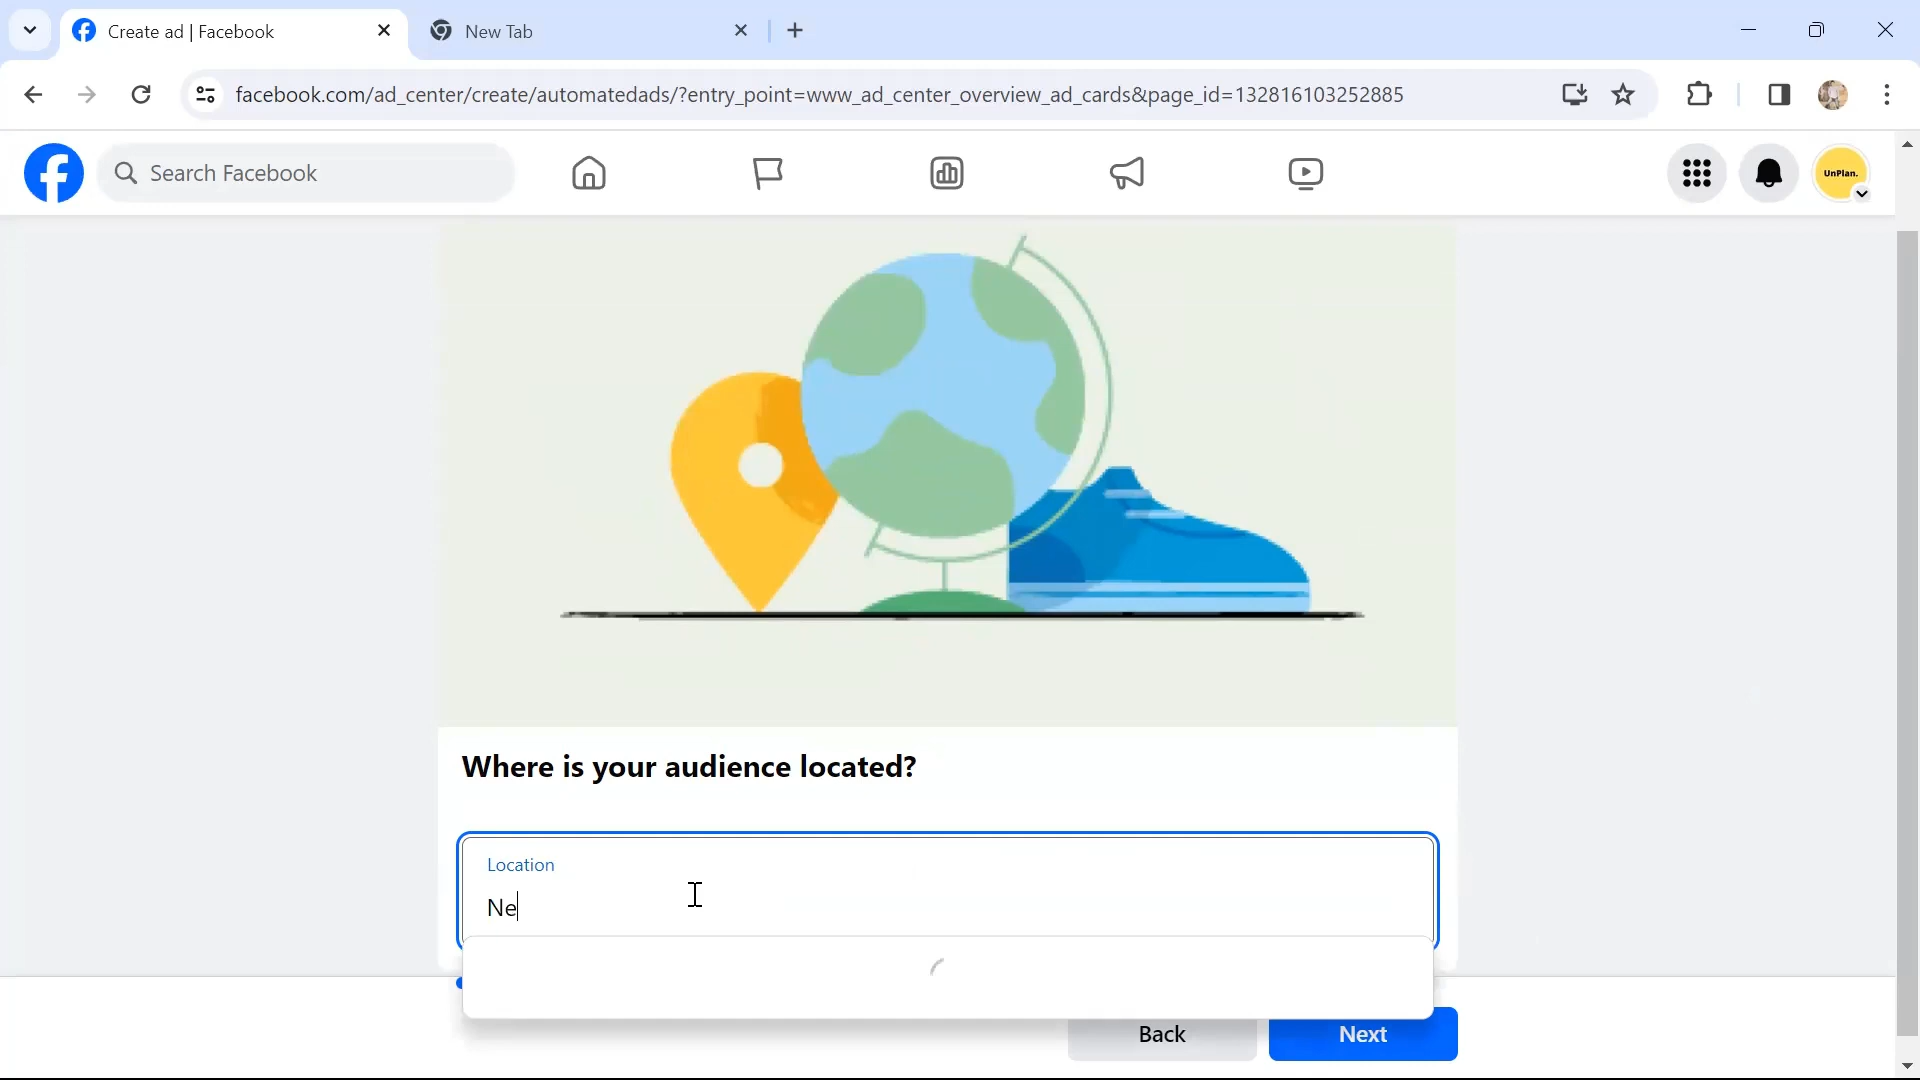 Create ad | Facebook
New Tab
facebook.com/ad_center/create/automatedads/?entry_point=www_ad_center_overview_ad_cards&page_id=132816103252885
Search Facebook
UnPlan.
Where is your audience located?
Location
Ne
Back
Next